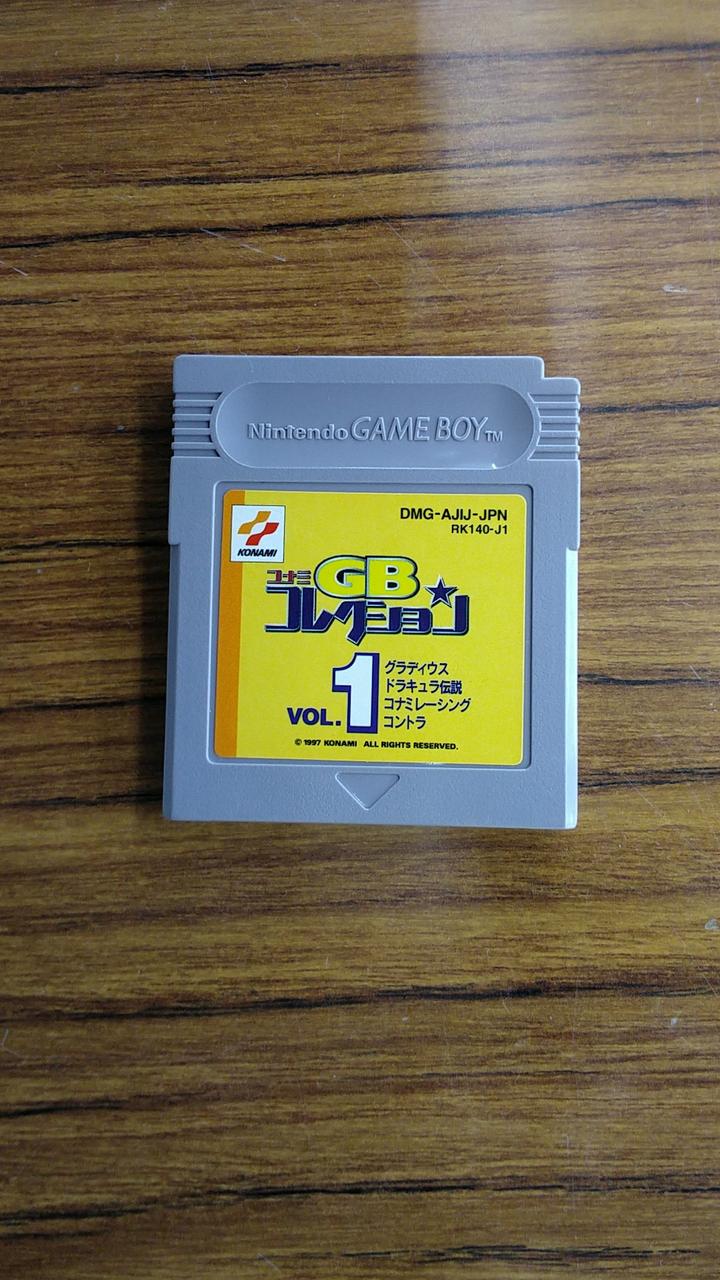 Nintendo GAME BOY TM
DMG-AJIJ-JPN
RK140-J1
KONAMI
コナミ GB
コレクション
VOL.1
グラディウス
ドラキュラ伝説
コナミレーシング
コントラ
© 1997 KONAMI ALL RIGHTS RESERVED.